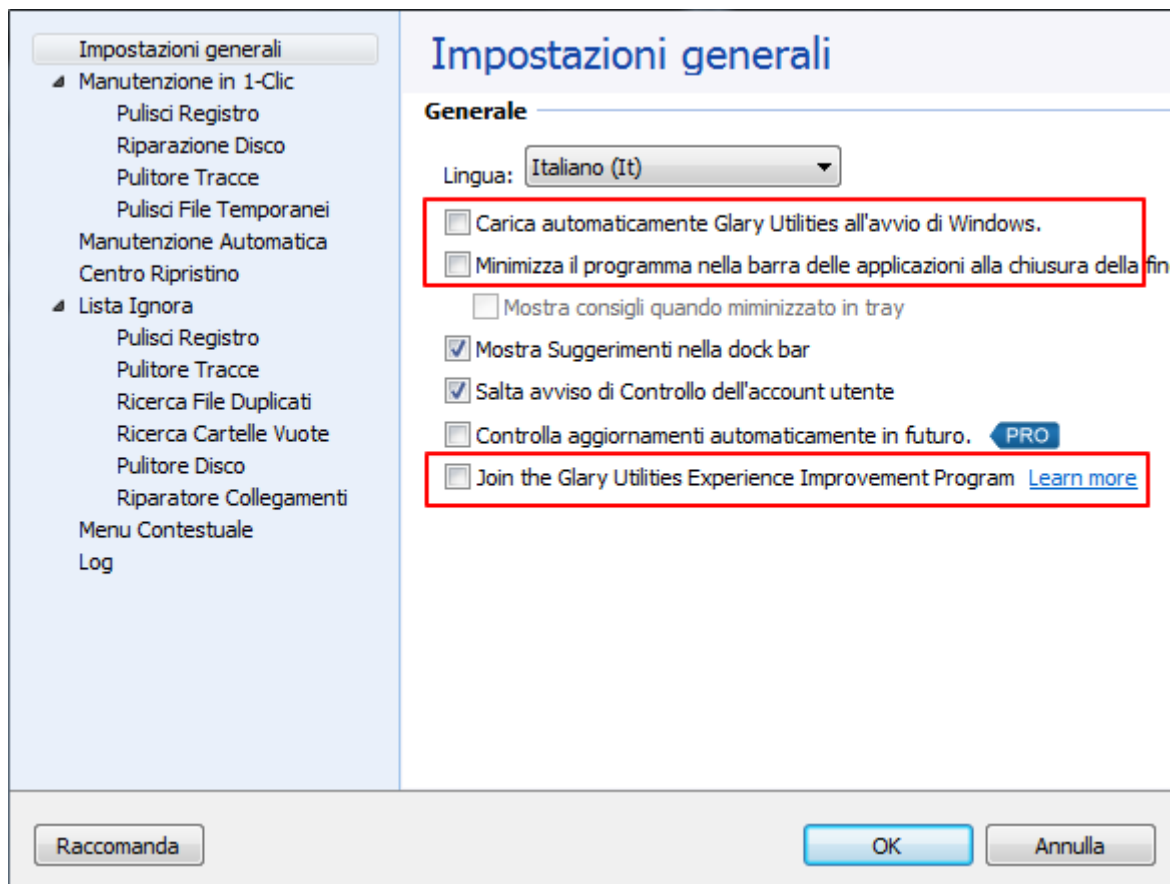 Impostazioni generali
Manutenzione in 1-Clic
Pulisci Registro
Riparazione Disco
Pulitore Tracce
Pulisci File Temporanei
Manutenzione Automatica
Centro Ripristino
Lista Ignora
Pulisci Registro
Pulitore Tracce
Ricerca File Duplicati
Ricerca Cartelle Vuote
Pulitore Disco
Riparatore Collegamenti
Menu Contestuale
Log
Impostazioni generali
Generale
Lingua: Italiano (It)
Carica automaticamente Glary Utilities all'avvio di Windows.
Minimizza il programma nella barra delle applicazioni alla chiusura della fin
Mostra consigli quando miminizzato in tray
Mostra Suggerimenti nella dock bar
Salta avviso di Controllo dell'account utente
Controlla aggiornamenti automaticamente in futuro. PRO
Join the Glary Utilities Experience Improvement Program Learn more
Raccomanda
OK
Annulla